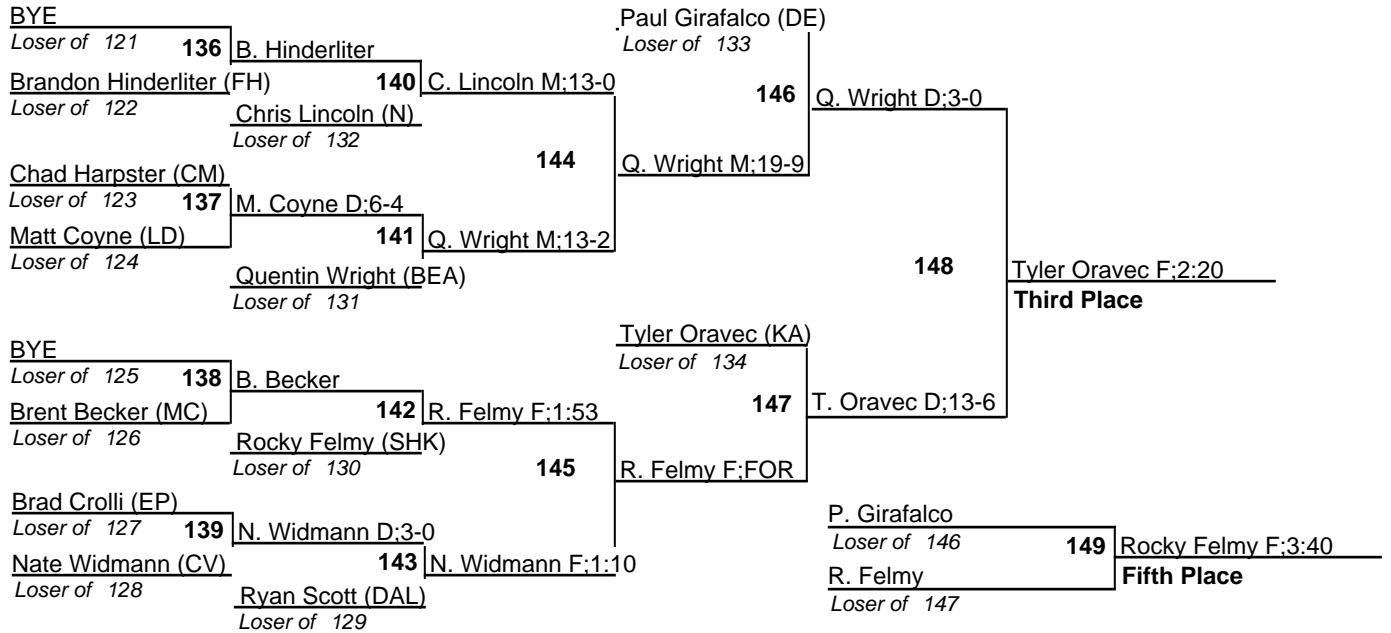 BYE
Loser of 121
136
B. Hinderliter
Brandon Hinderliter (FH)
Loser of 122
140
C. Lincoln M;13-0
Chris Lincoln (N)
Loser of 132
Chad Harpster (CM)
Loser of 123
137
M. Coyne D;6-4
Matt Coyne (LD)
Loser of 124
141
Q. Wright M;13-2
Quentin Wright (BEA)
Loser of 131
144
Q. Wright M;19-9
Paul Girafalco (DE)
Loser of 133
146
Q. Wright D;3-0
BYE
Loser of 125
138
B. Becker
Brent Becker (MC)
Loser of 126
142
R. Felmy F;1:53
Rocky Felmy (SHK)
Loser of 130
Brad Crolli (EP)
Loser of 127
139
N. Widmann D;3-0
Nate Widmann (CV)
Loser of 128
143
N. Widmann F;1:10
Ryan Scott (DAL)
Loser of 129
145
R. Felmy F;FOR
Tyler Oravec (KA)
Loser of 134
147
T. Oravec D;13-6
148
Tyler Oravec F;2:20
Third Place
P. Girafalco
Loser of 146
149
Rocky Felmy F;3:40
Fifth Place
R. Felmy
Loser of 147